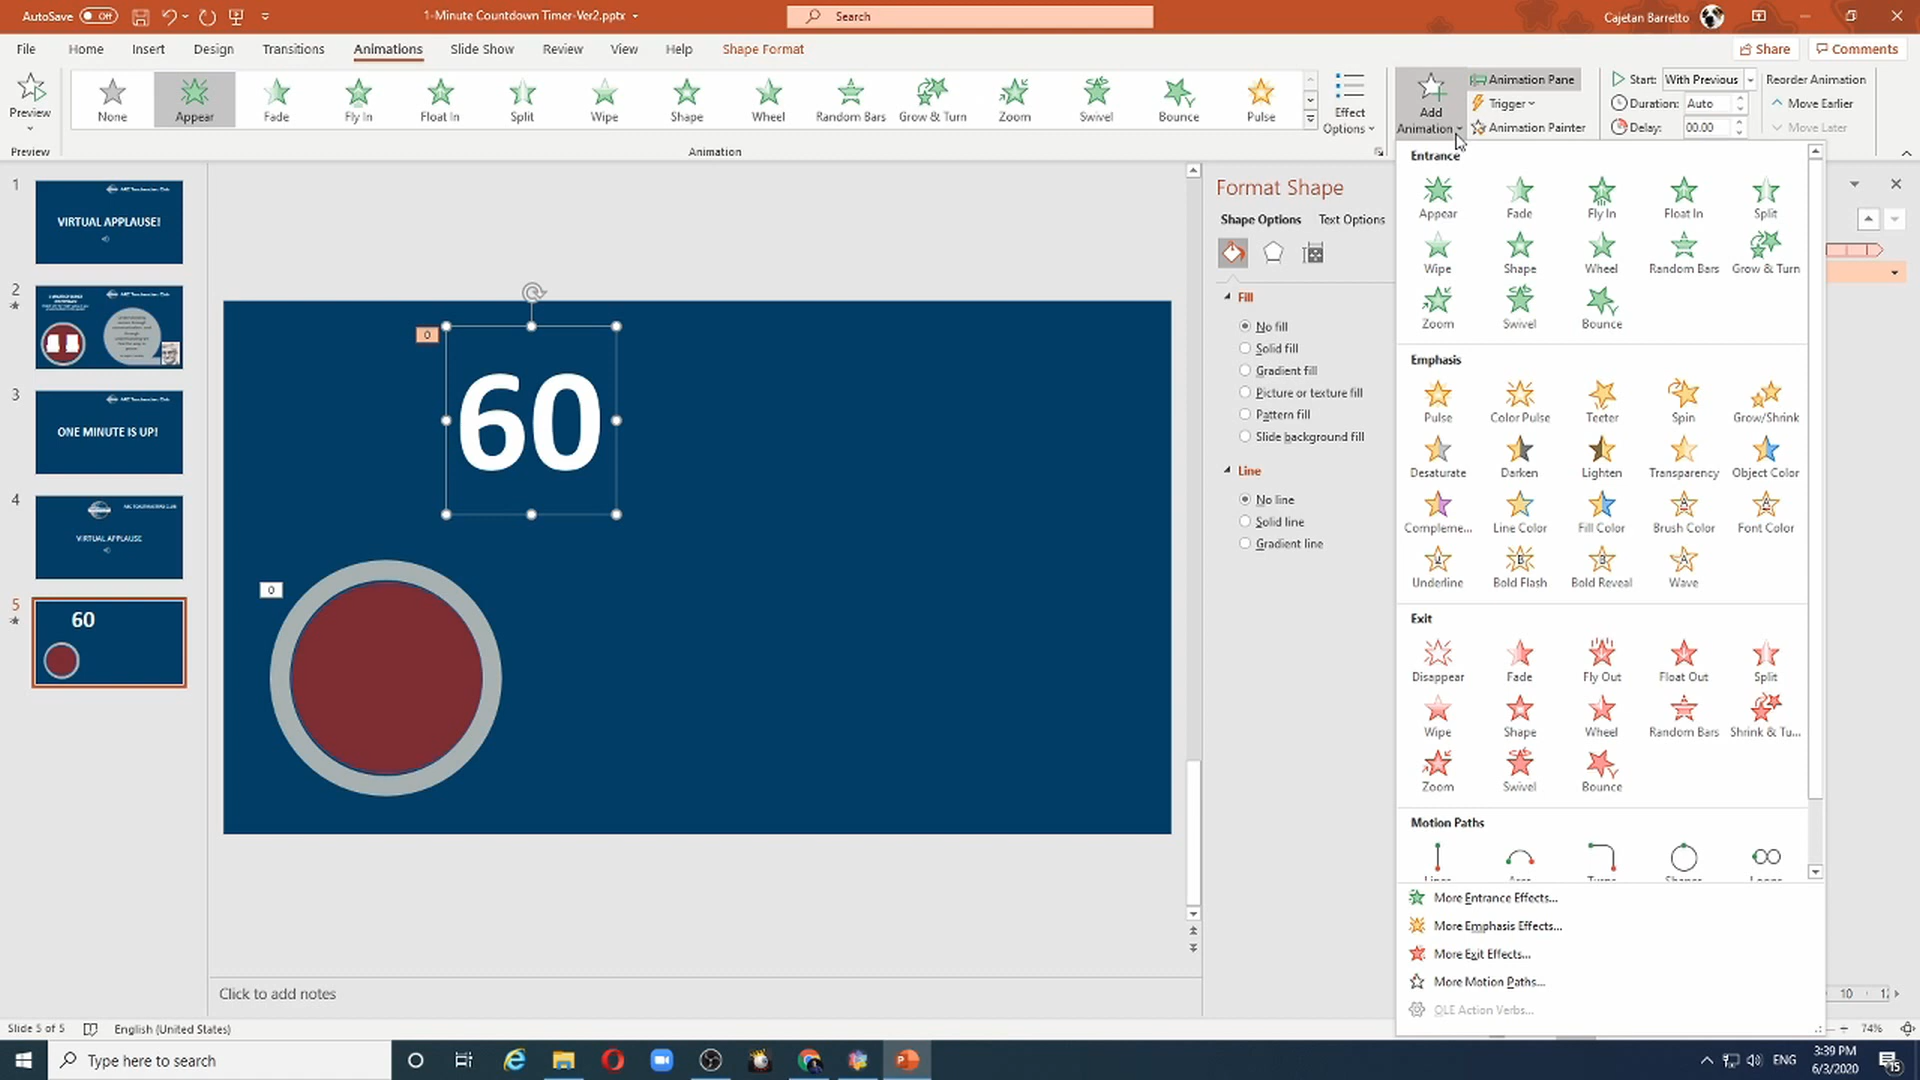 AutoSave Off 1-Minute Countdown Timer-Ver2.pptx Search Cajetan Barretto
File Home Insert Design Transitions Animations Slide Show Review View Help Shape Format Share Comments
Preview None Appear Fade Fly In Float In Split Wipe Shape Wheel Random Bars Grow & Turn Zoom Swivel Bounce Pulse
Effect Options
Add Animation
Animation Pane
Trigger
Animation Painter
Start: With Previous
Duration: Auto
Delay: 00.00
Reorder Animation
Move Earlier
Move Later
Preview Animation
1
VIRTUAL APPLAUSE!
2
3
ONE MINUTE IS UP!
4
VIRTUAL APPLAUSE
5
60
0
60
0
Format Shape
Shape Options Text Options
Fill
No fill
Solid fill
Gradient fill
Picture or texture fill
Pattern fill
Slide background fill
Line
No line
Solid line
Gradient line
Entrance
Appear Fade Fly In Float In Split
Wipe Shape Wheel Random Bars Grow & Turn
Zoom Swivel Bounce
Emphasis
Pulse Color Pulse Teeter Spin Grow/Shrink
Desaturate Darken Lighten Transparency Object Color
Compleme... Line Color Fill Color Brush Color Font Color
Underline Bold Flash Bold Reveal Wave
Exit
Disappear Fade Fly Out Float Out Split
Wipe Shape Wheel Random Bars Shrink & Tu...
Zoom Swivel Bounce
Motion Paths
More Entrance Effects...
More Emphasis Effects...
More Exit Effects...
More Motion Paths...
OLE Action Verbs...
10
Click to add notes
Slide 5 of 5 English (United States) 74%
Type here to search
ENG
3:39 PM
6/3/2020
15